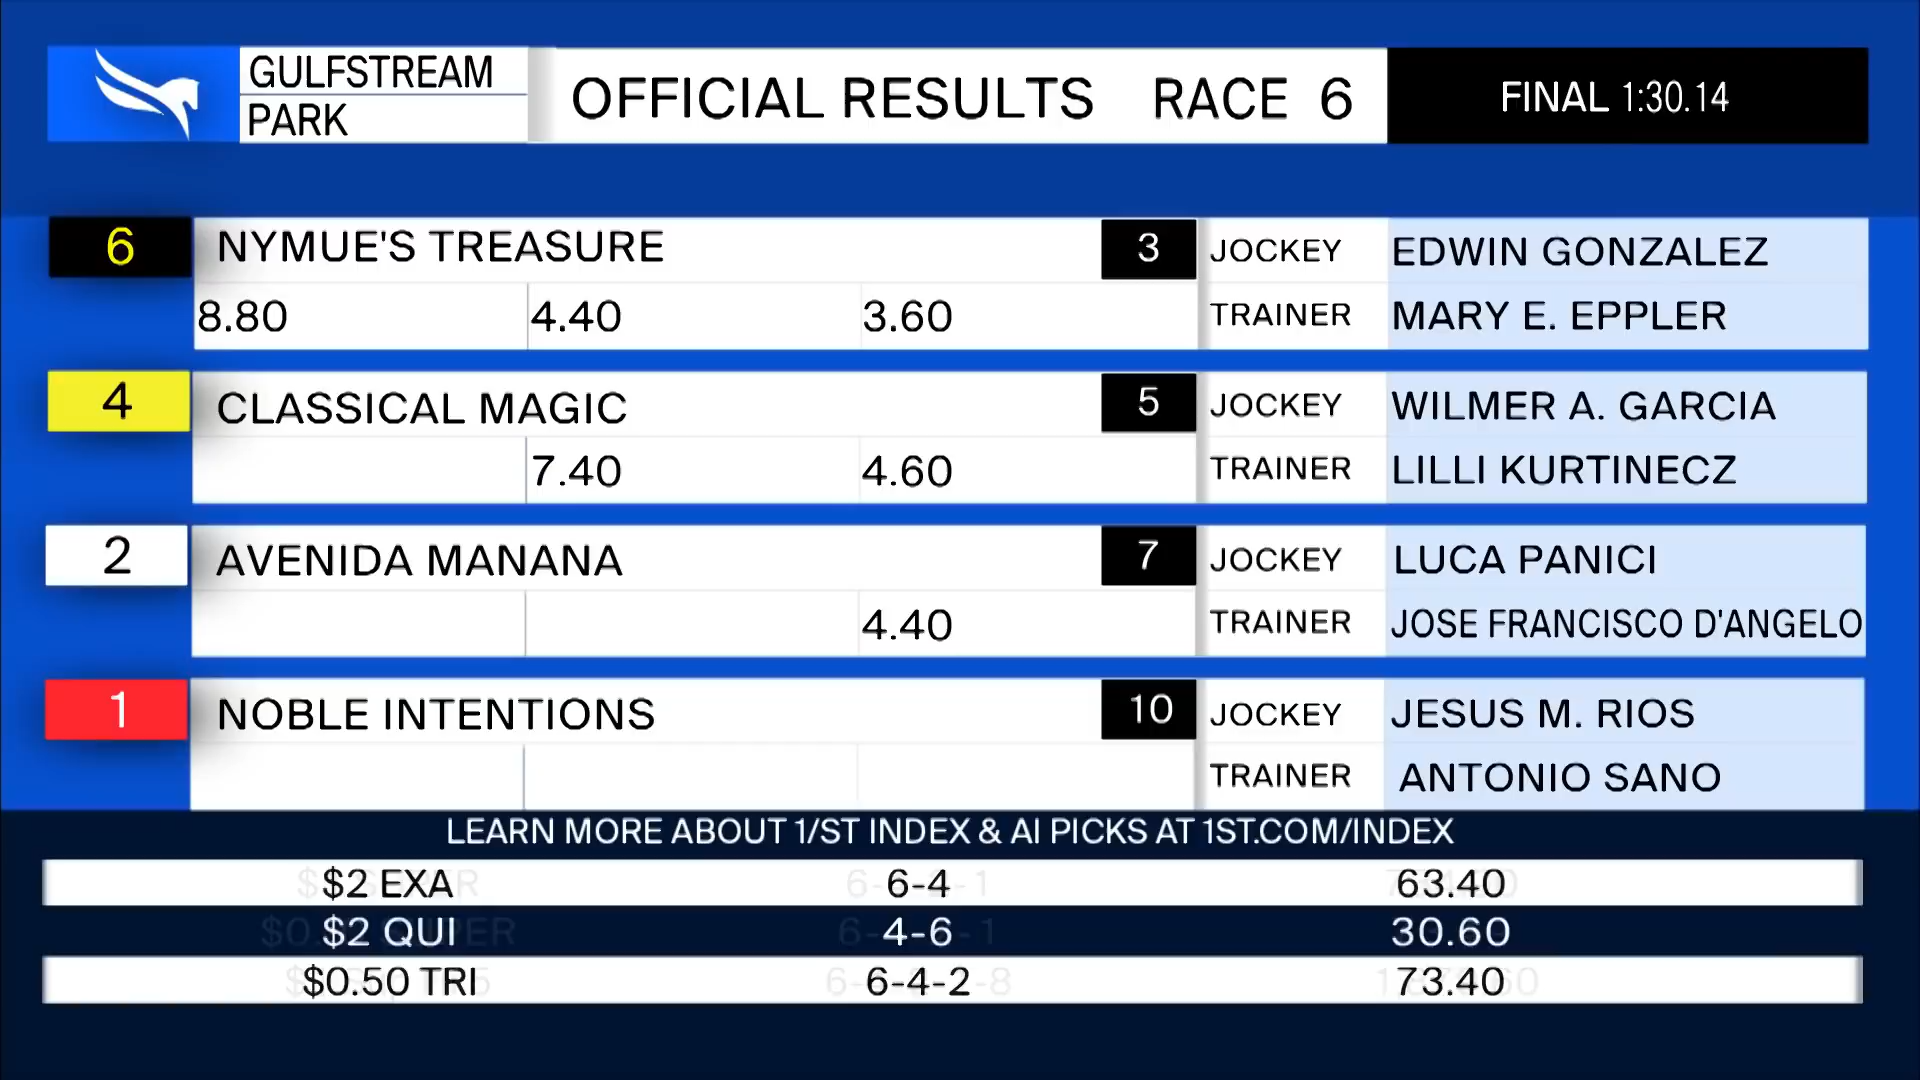 GULFSTREAM
PARK
OFFICIAL RESULTS RACE 6
FINAL 1:30.14
6 NYMUE'S TREASURE 3 JOCKEY EDWIN GONZALEZ
8.80 4.40 3.60 TRAINER MARY E. EPPLER
4 CLASSICAL MAGIC 5 JOCKEY WILMER A. GARCIA
7.40 4.60 TRAINER LILLI KURTINECZ
2 AVENIDA MANANA 7 JOCKEY LUCA PANICI
4.40 TRAINER JOSE FRANCISCO D'ANGELO
1 NOBLE INTENTIONS 10 JOCKEY JESUS M. RIOS
TRAINER ANTONIO SANO
LEARN MORE ABOUT 1/ST INDEX & AI PICKS AT 1ST.COM/INDEX
$2 EXA 6-4 63.40
$2 QUI 4-6 30.60
$0.50 TRI 6-4-2 73.40